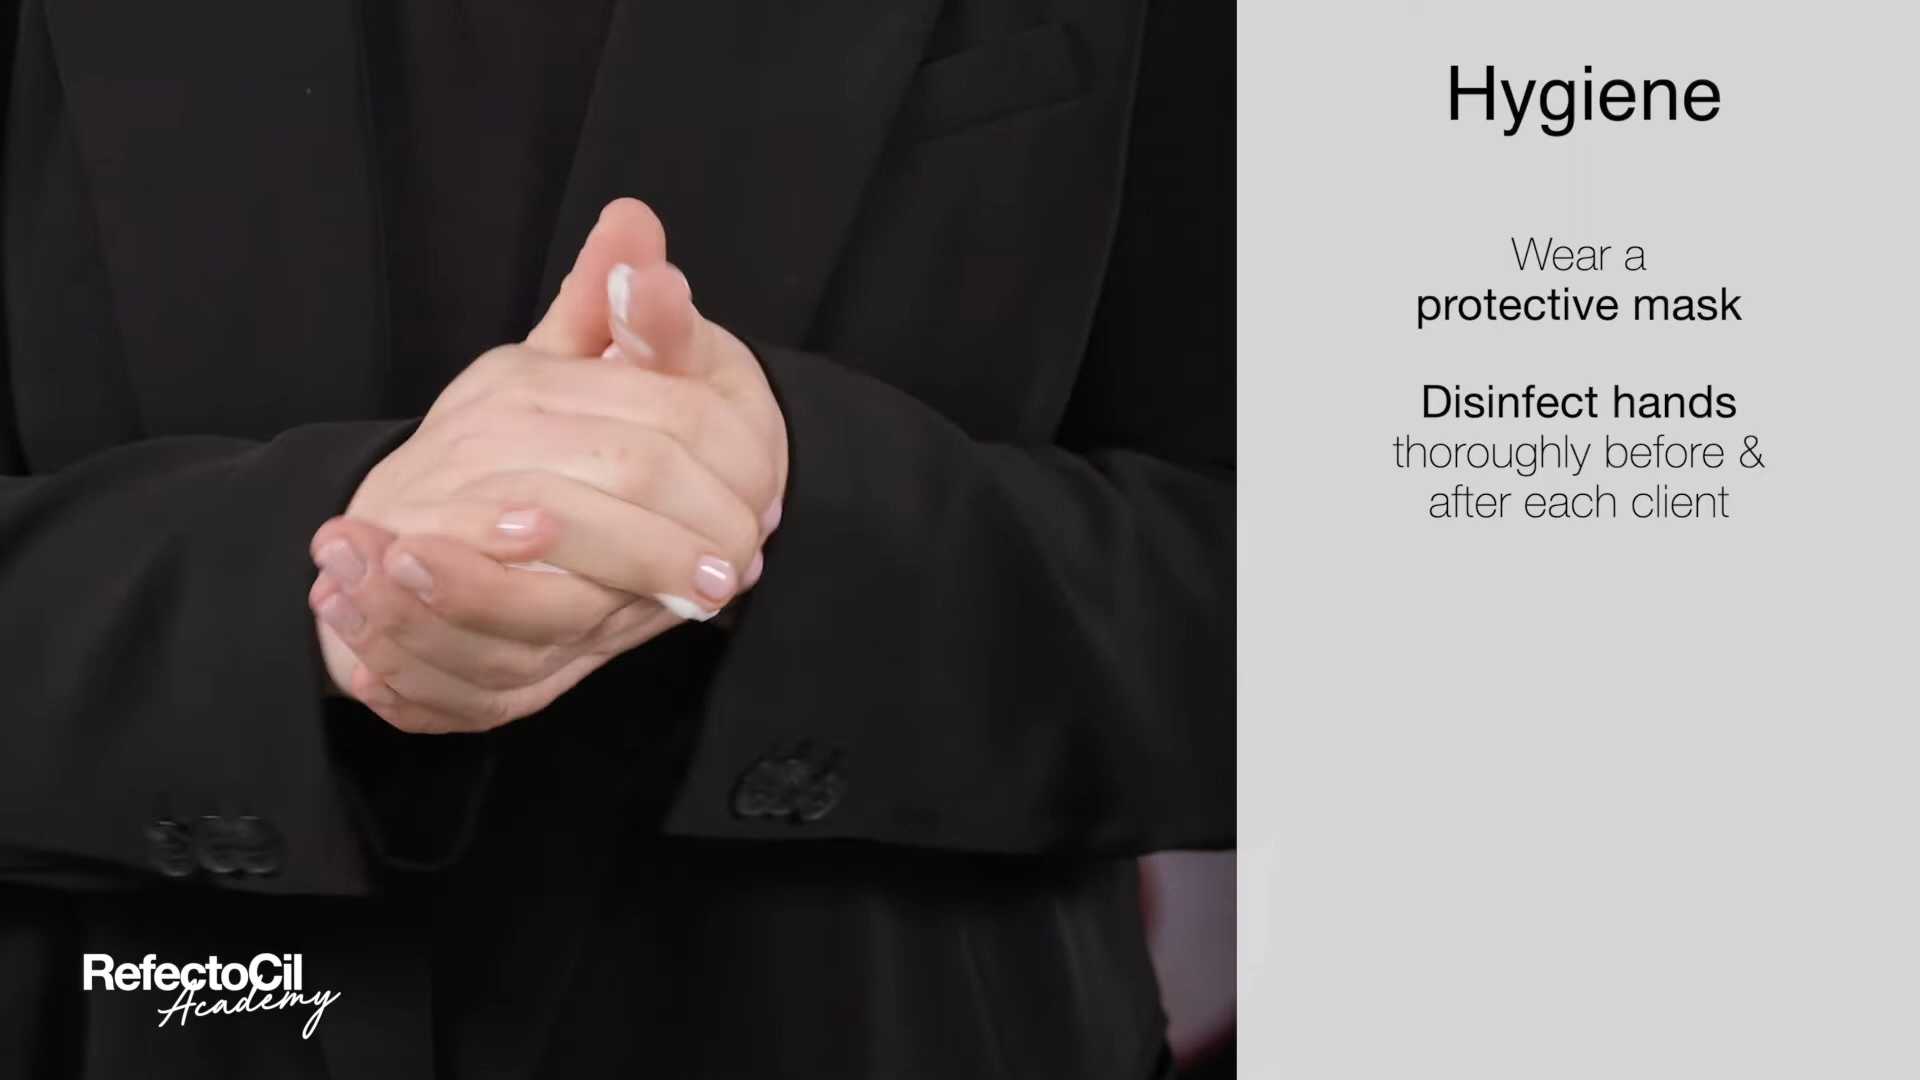 Hygiene
Wear a
protective mask
Disinfect hands
thoroughly before &
after each client
RefectoCil
Academy